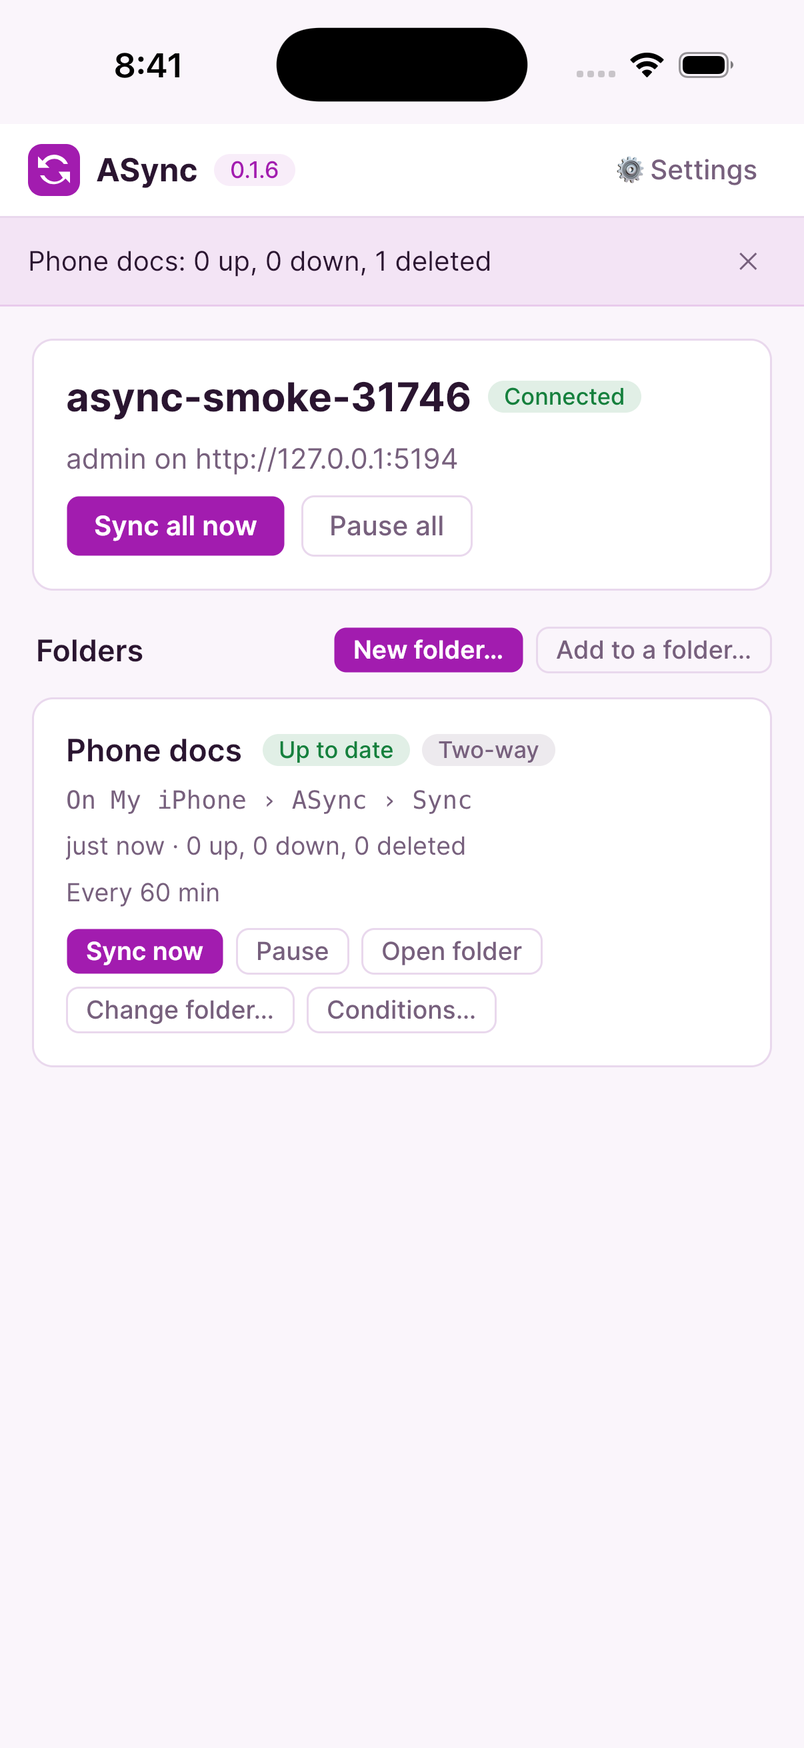 8:41
ASync 0.1.6 Settings
Phone docs: 0 up, 0 down, 1 deleted
async-smoke-31746 Connected
admin on http://127.0.0.1:5194
Sync all now Pause all
Folders New folder... Add to a folder...
Phone docs Up to date Two-way
On My iPhone › ASync › Sync
just now · 0 up, 0 down, 0 deleted
Every 60 min
Sync now Pause Open folder
Change folder... Conditions...